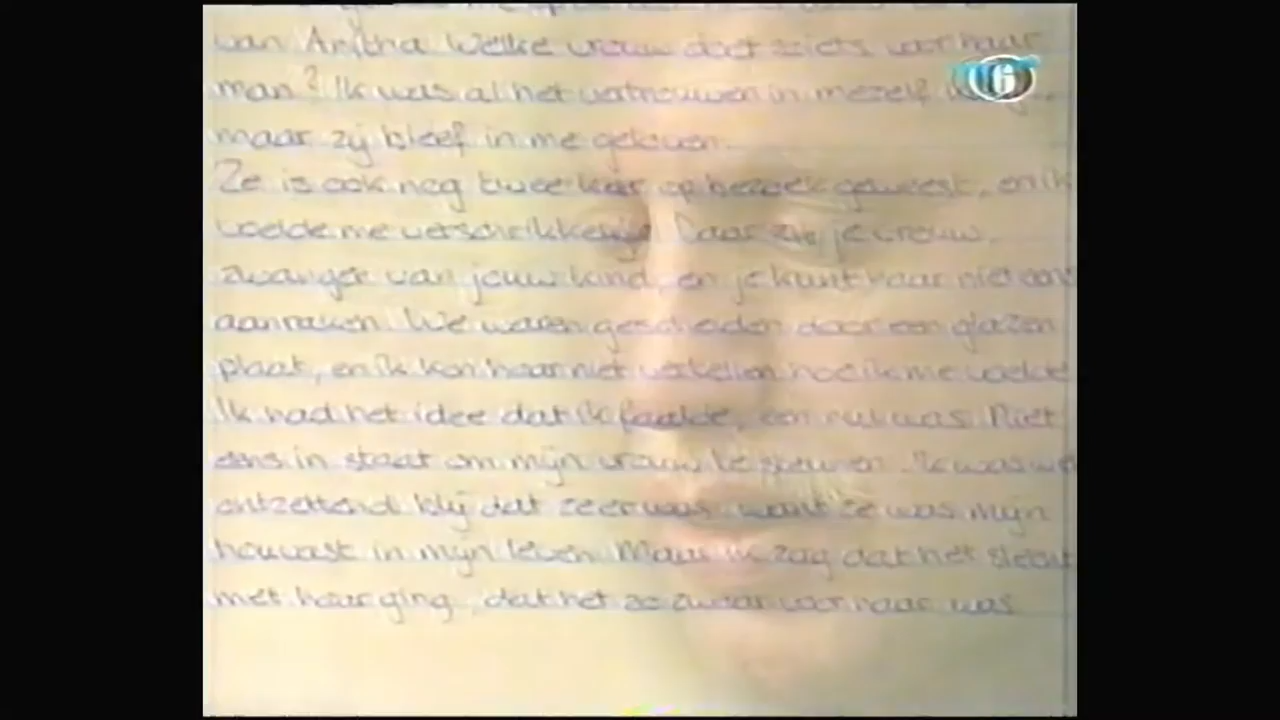 van Aritha. Welke vrouw doet zoiets voor haar
6
man? Ik was al het vertrouwen in mezelf
maar zij bleef in me geloven.
Ze is ook nog twee keer op bezoek geweest, en ik
voelde me verschrikkelijk. Daar zit je vrouw,
zwanger van jouw kind, en je kunt haar niet eens
aanraken. We waren gescheiden door een glazen
plaat, en ik kon haar niet vertellen hoe ik me voelde.
Ik had het idee dat ik faalde, een nul was. Niet
eens in staat om mijn vrouw te steunen. Ik was wel
ontzettend blij dat ze er was, want ze was mijn
houvast in mijn leven. Maar ik zag dat het slecht
met haar ging, dat het zo zwaar voor haar was